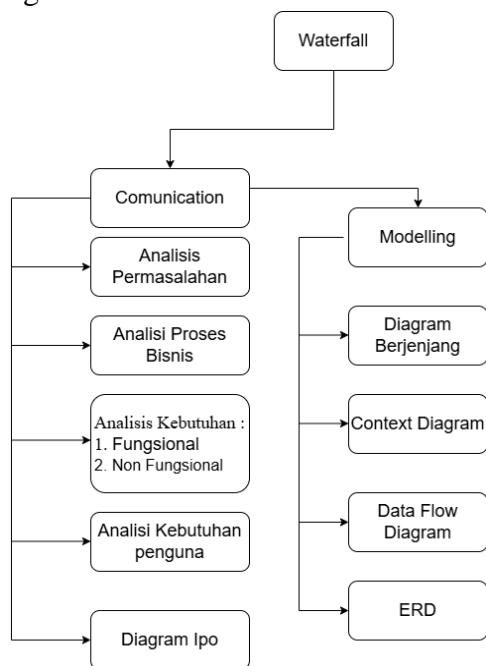 Waterfall
Comunication
Analisis
Permasalahan
Analisi Proses
Bisnis
Analisis Kebutuhan :
1. Fungsional
2. Non Fungsional
Analisi Kebutuhan
penguna
Diagram Ipo
Modelling
Diagram
Berjenjang
Context Diagram
Data Flow
Diagram
ERD